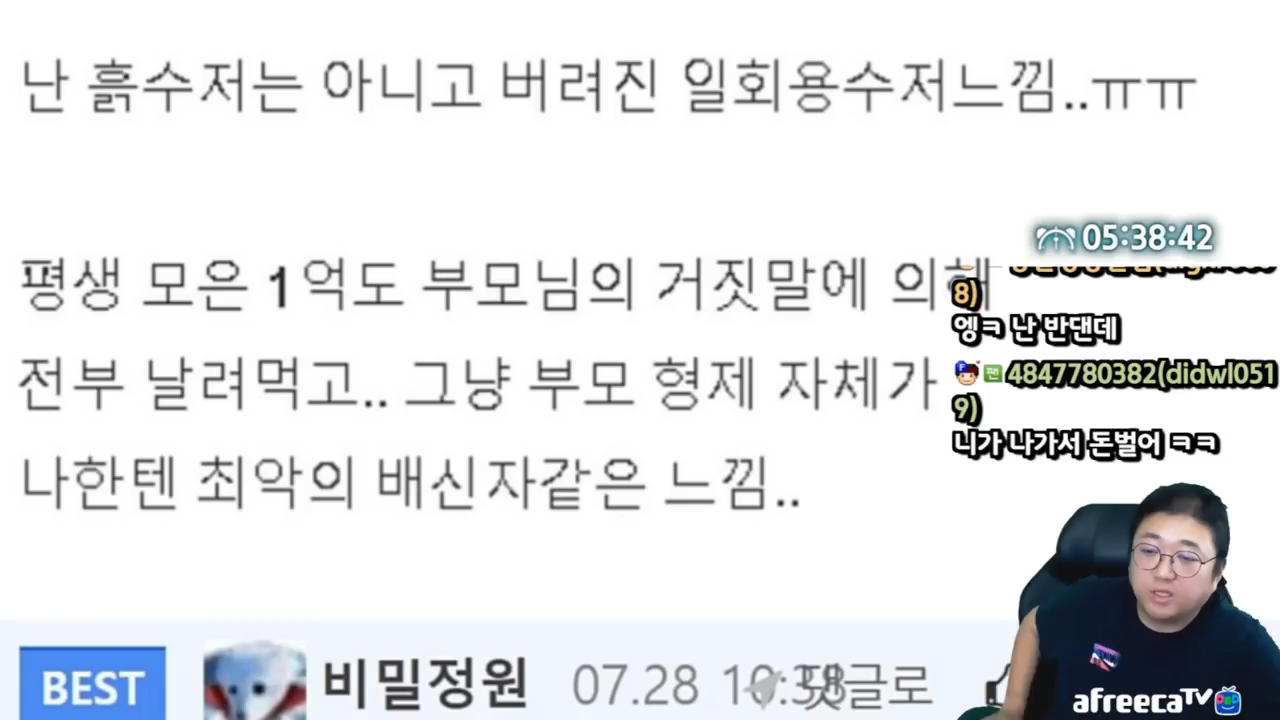 난 흙수저는 아니고 버려진 일회용수저느낌..ㅠㅠ
평생 모은 1억도 부모님의 거짓말에 의해
전부 날려먹고.. 그냥 부모 형제 자체가
나한텐 최악의 배신자같은 느낌..
05:38:42
8)
엥ㅋ 난 반댄데
팬 4847780382(didwl051
9)
니가 나가서 돈벌어 ㅋㅋ
BEST 비밀정원 07.28 댓글로
afreecaTV